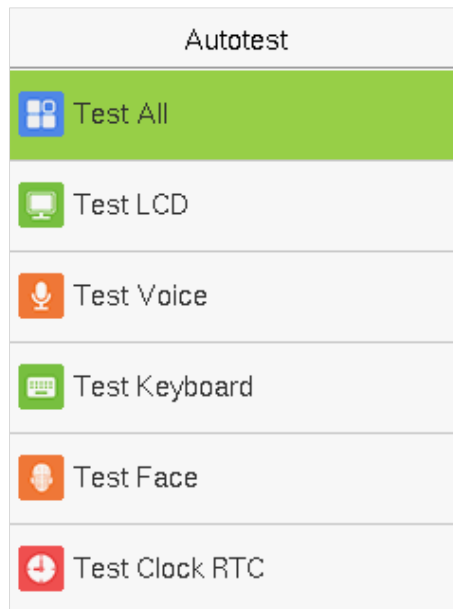 Autotest
Test All
Test LCD
Test Voice
Test Keyboard
Test Face
Test Clock RTC